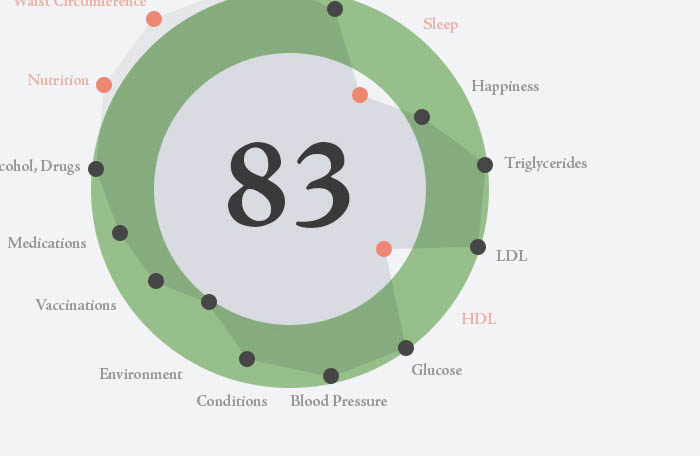 Waist Circumference
Sleep
Nutrition
Happiness
cohol, Drugs
Triglycerides
83
Medications
LDL
Vaccinations
HDL
Environment
Glucose
Conditions
Blood Pressure